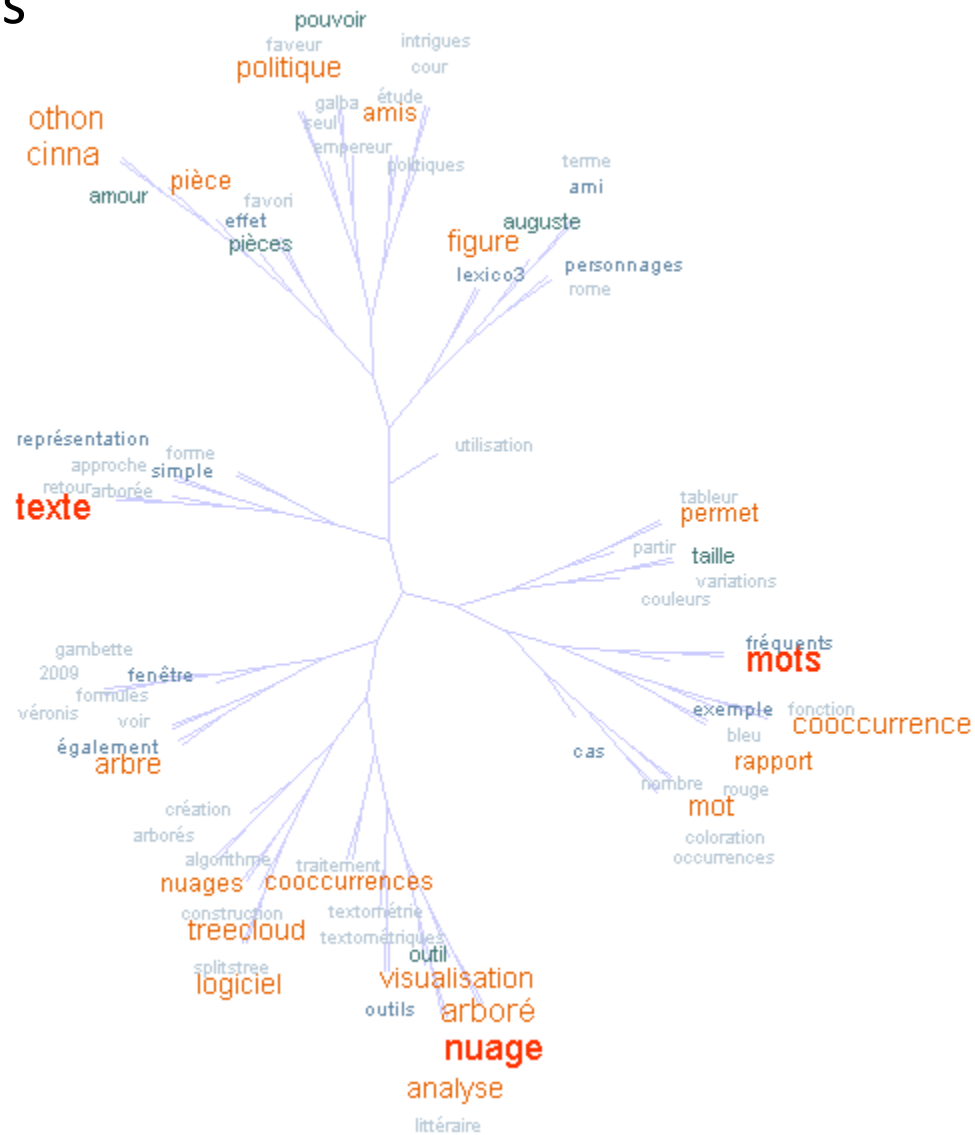 s
pouvoir
faveur
intrigues
politique
cour
galba
étude
amis
seul
othon
empereur
cinna
politiques
terme
pièce
ami
amour
favori
effet
auguste
pièces
figure
lexico3
personnages
rome
représentation
forme
utilisation
approche
simple
retour
arborée
texte
tableur
permet
partir
taille
variations
couleurs
gambette
fréquents
mots
2009
fenêtre
formules
véronis
voir
exemple
fonction
cooccurrence
bleu
également
arbre
cas
rapport
nombre
rouge
mot
création
arborés
coloration
occurrences
algorithme
traitement
nuages
cooccurrences
construction
textométrie
treecloud
textométriques
outil
splitstree
logiciel
visualisation
outils
arboré
nuage
analyse
littéraire